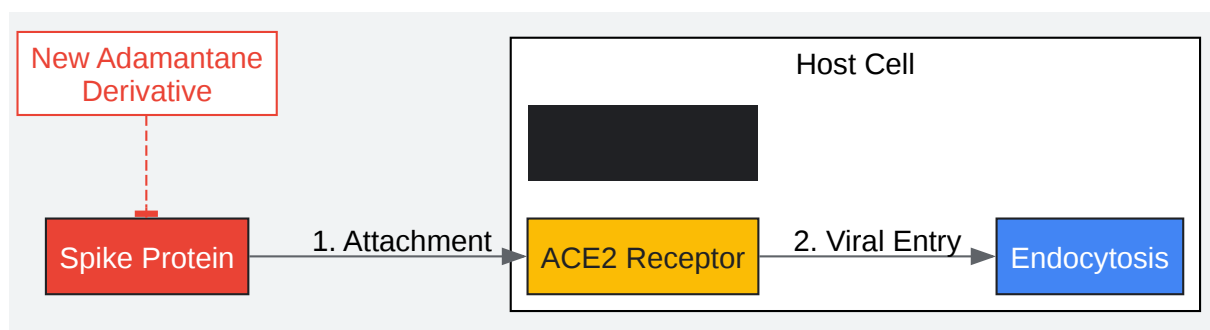 New Adamantane
Derivative
Host Cell
Spike Protein
1. Attachment
ACE2 Receptor
2. Viral Entry
Endocytosis